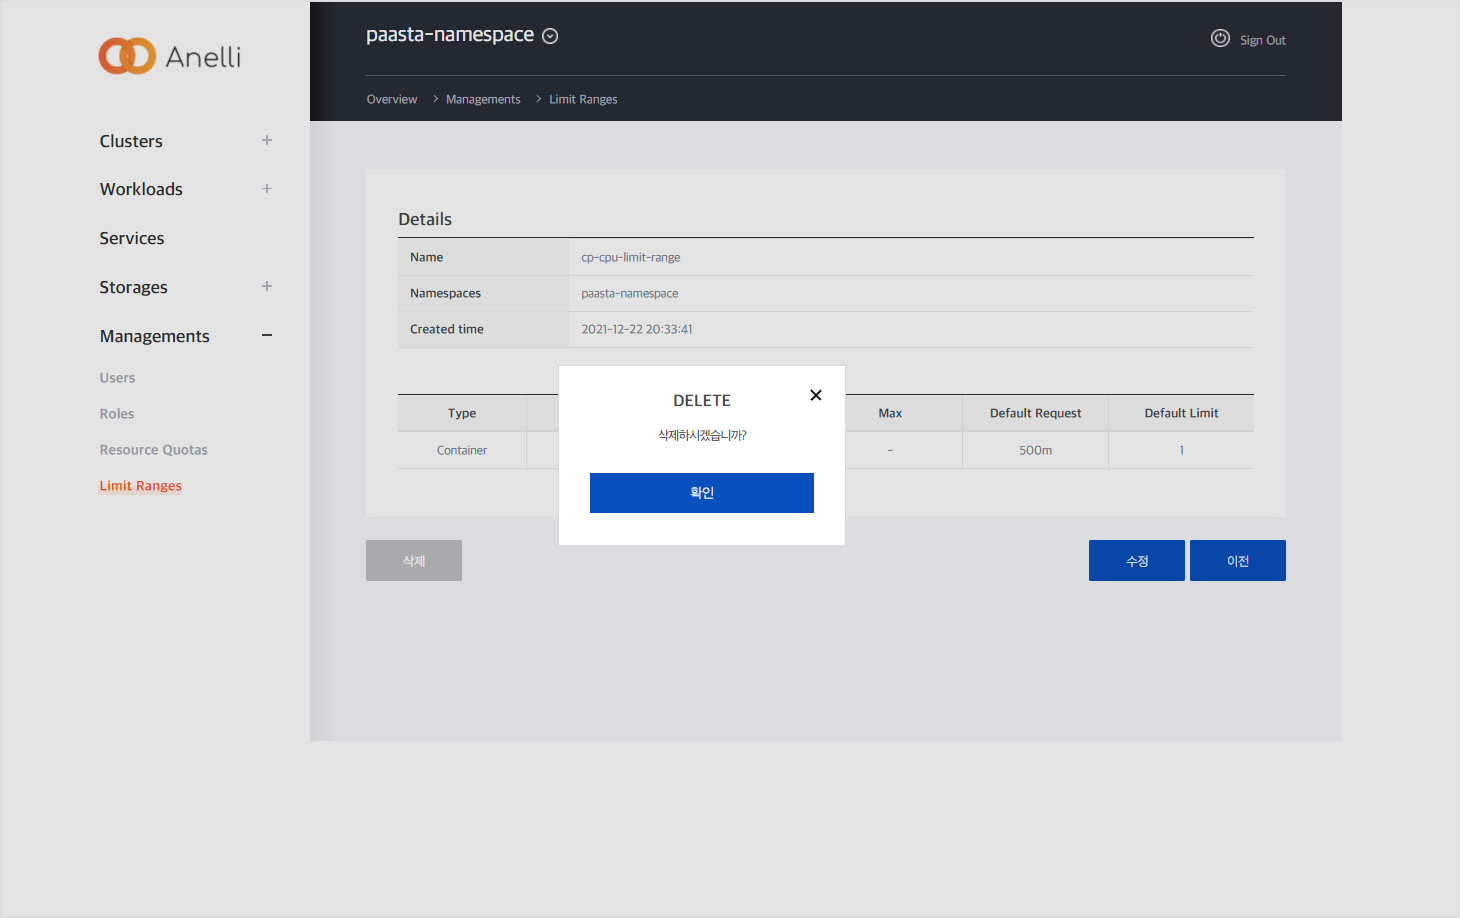 Anelli
Clusters
Workloads
Services
Storages
Managements
Users
Roles
Resource Quotas
Limit Ranges
paasta-namespace
Sign Out
Overview > Managements > Limit Ranges
Details
Name cp-cpu-limit-range
Namespaces paasta-namespace
Created time 2021-12-22 20:33:41
Type Max Default Request Default Limit
Container - 500m 1
DELETE
삭제하시겠습니까?
확인
삭제 수정 이전